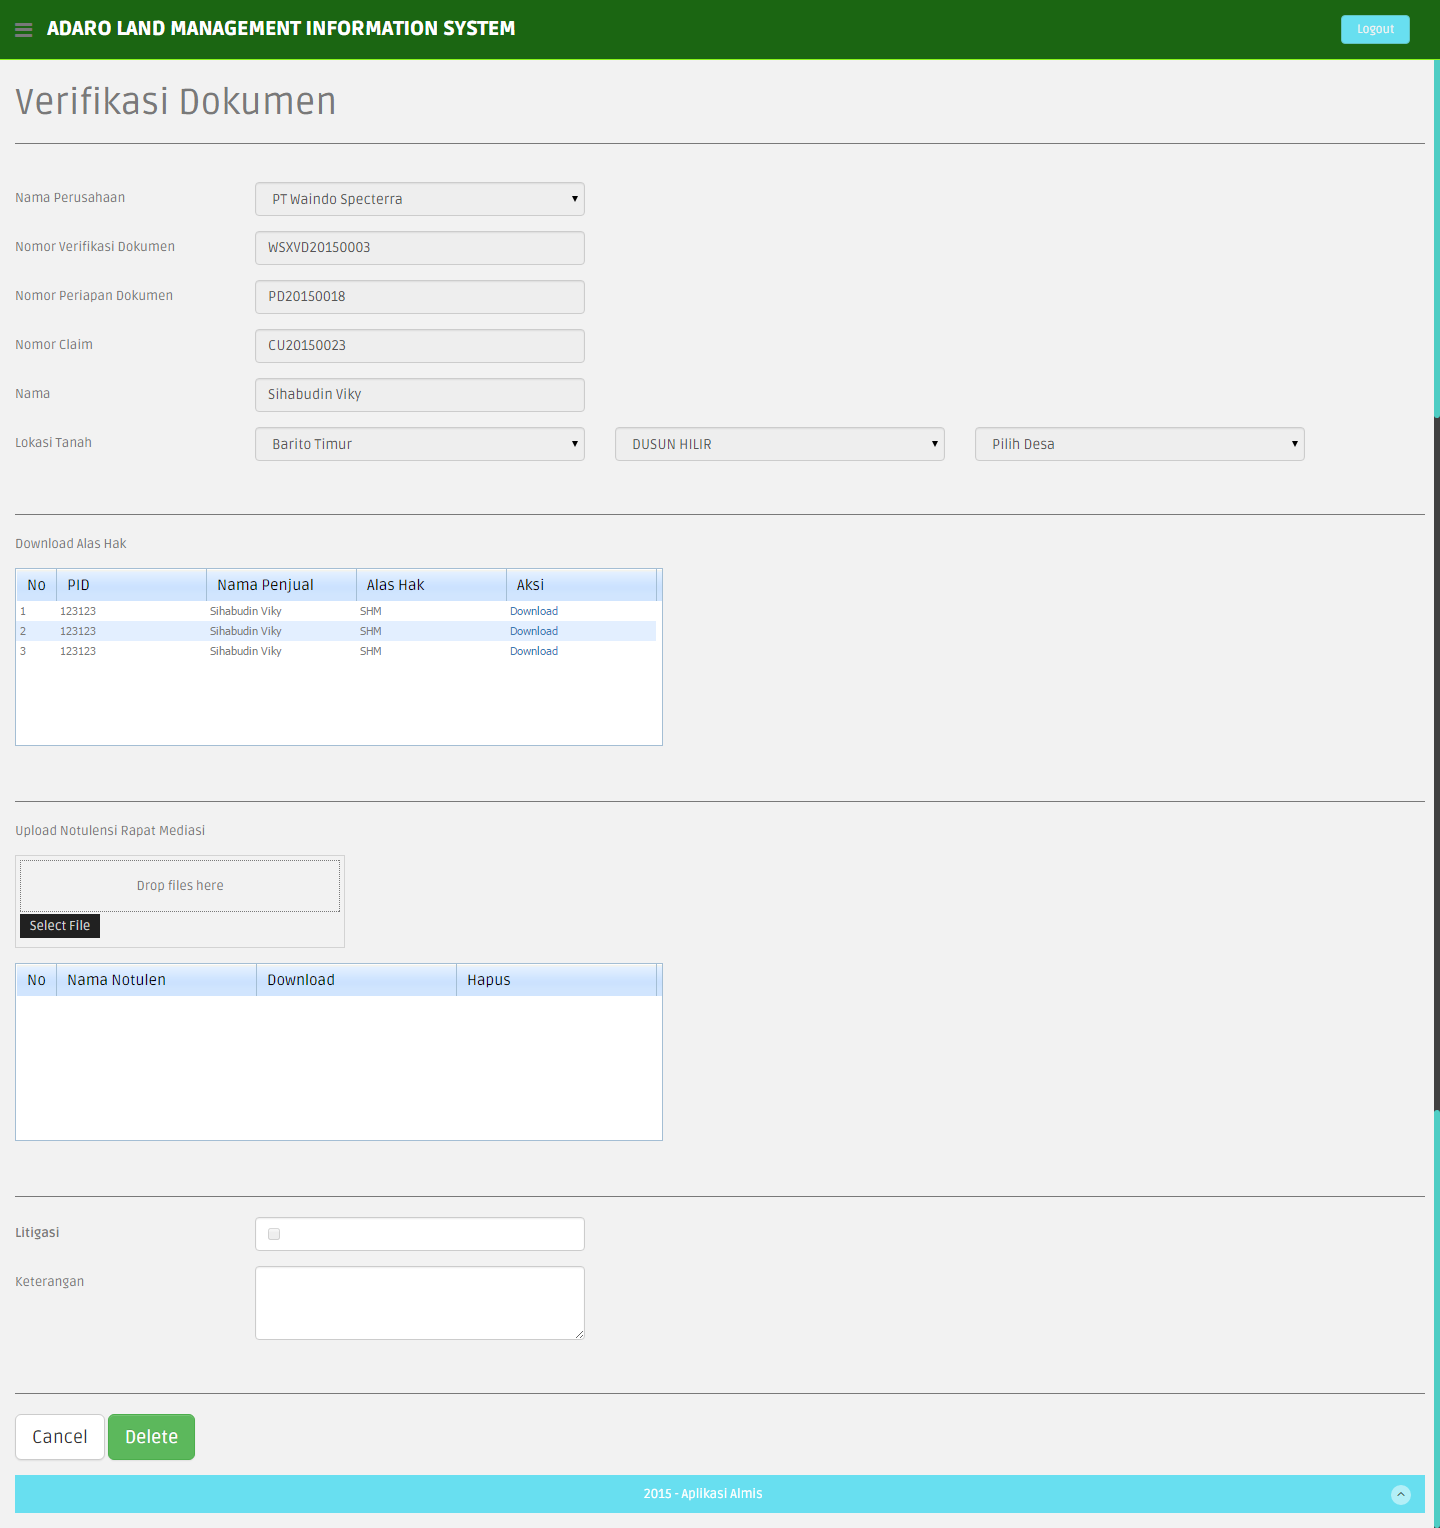 ADARO LAND MANAGEMENT INFORMATION SYSTEM Logout
Verifikasi Dokumen
Nama Perusahaan PT Waindo Specterra
Nomor Verifikasi Dokumen WSXVD20150003
Nomor Periapan Dokumen PD20150018
Nomor Claim CU20150023
Nama Sihabudin Viky
Lokasi Tanah Barito Timur DUSUN HILIR Pilih Desa
Download Alas Hak
No PID Nama Penjual Alas Hak Aksi
1 123123 Sihabudin Viky SHM Download
2 123123 Sihabudin Viky SHM Download
3 123123 Sihabudin Viky SHM Download
Upload Notulensi Rapat Mediasi
Drop files here
Select File
No Nama Notulen Download Hapus
Litigasi
Keterangan
Cancel Delete
2015 - Aplikasi Almis